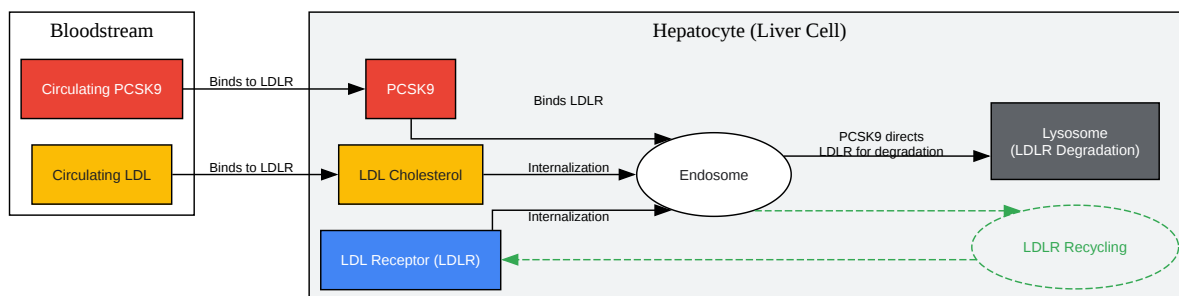 Bloodstream
Hepatocyte (Liver Cell)
Circulating PCSK9
Binds to LDLR
PCSK9
Binds LDLR
Circulating LDL
Binds to LDLR
LDL Cholesterol
Internalization
Endosome
PCSK9 directs
LDLR for degradation
Lysosome
(LDLR Degradation)
Internalization
LDL Receptor (LDLR)
LDLR Recycling